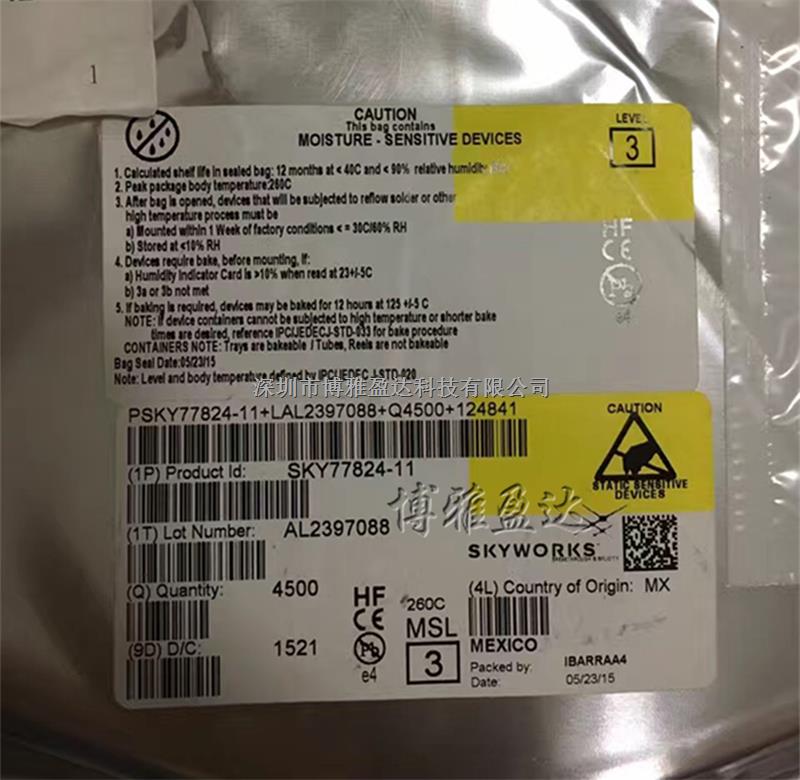 1
CAUTION
This bag contains
MOISTURE - SENSITIVE DEVICES
LEVEL
3
1. Calculated shelf life in sealed bag: 12 months at < 40C and < 90% relative humidity
2. Peak package body temperature:260C
3. After bag is opened, devices that will be subjected to reflow solder or other
high temperature process must be
a) Mounted within 1 Week of factory conditions < = 30C/60% RH
b) Stored at <10% RH
4. Devices require bake, before mounting, if:
a) Humidity Indicator Card is >10% when read at 23+/-5C
b) 3a or 3b not met
5. If baking is required, devices may be baked for 12 hours at 125 +/-5 C
NOTE: If device containers cannot be subjected to high temperature or shorter bake
times are desired, reference IPC/JEDECJ-STD-033 for bake procedure
CONTAINERS NOTE: Trays are bakeable / Tubes, Reels are not bakeable
Bag Seal Date:05/23/15
Note: Level and body temperature defined by IPC/JEDEC J-STD-020
HF
CE
Pb
e4
深圳市博雅盈达科技有限公司
PSKY77824-11+LAL2397088+Q4500+124841
CAUTION
STATIC SENSITIVE
DEVICES
(1P) Product Id: SKY77824-11
博雅盈达
(1T) Lot Number: AL2397088
SKYWORKS
(Q) Quantity: 4500
(4L) Country of Origin: MX
HF
CE
Pb
e4
260C
MSL
3
MEXICO
(9D) D/C: 1521
Packed by: IBARRAA4
Date: 05/23/15